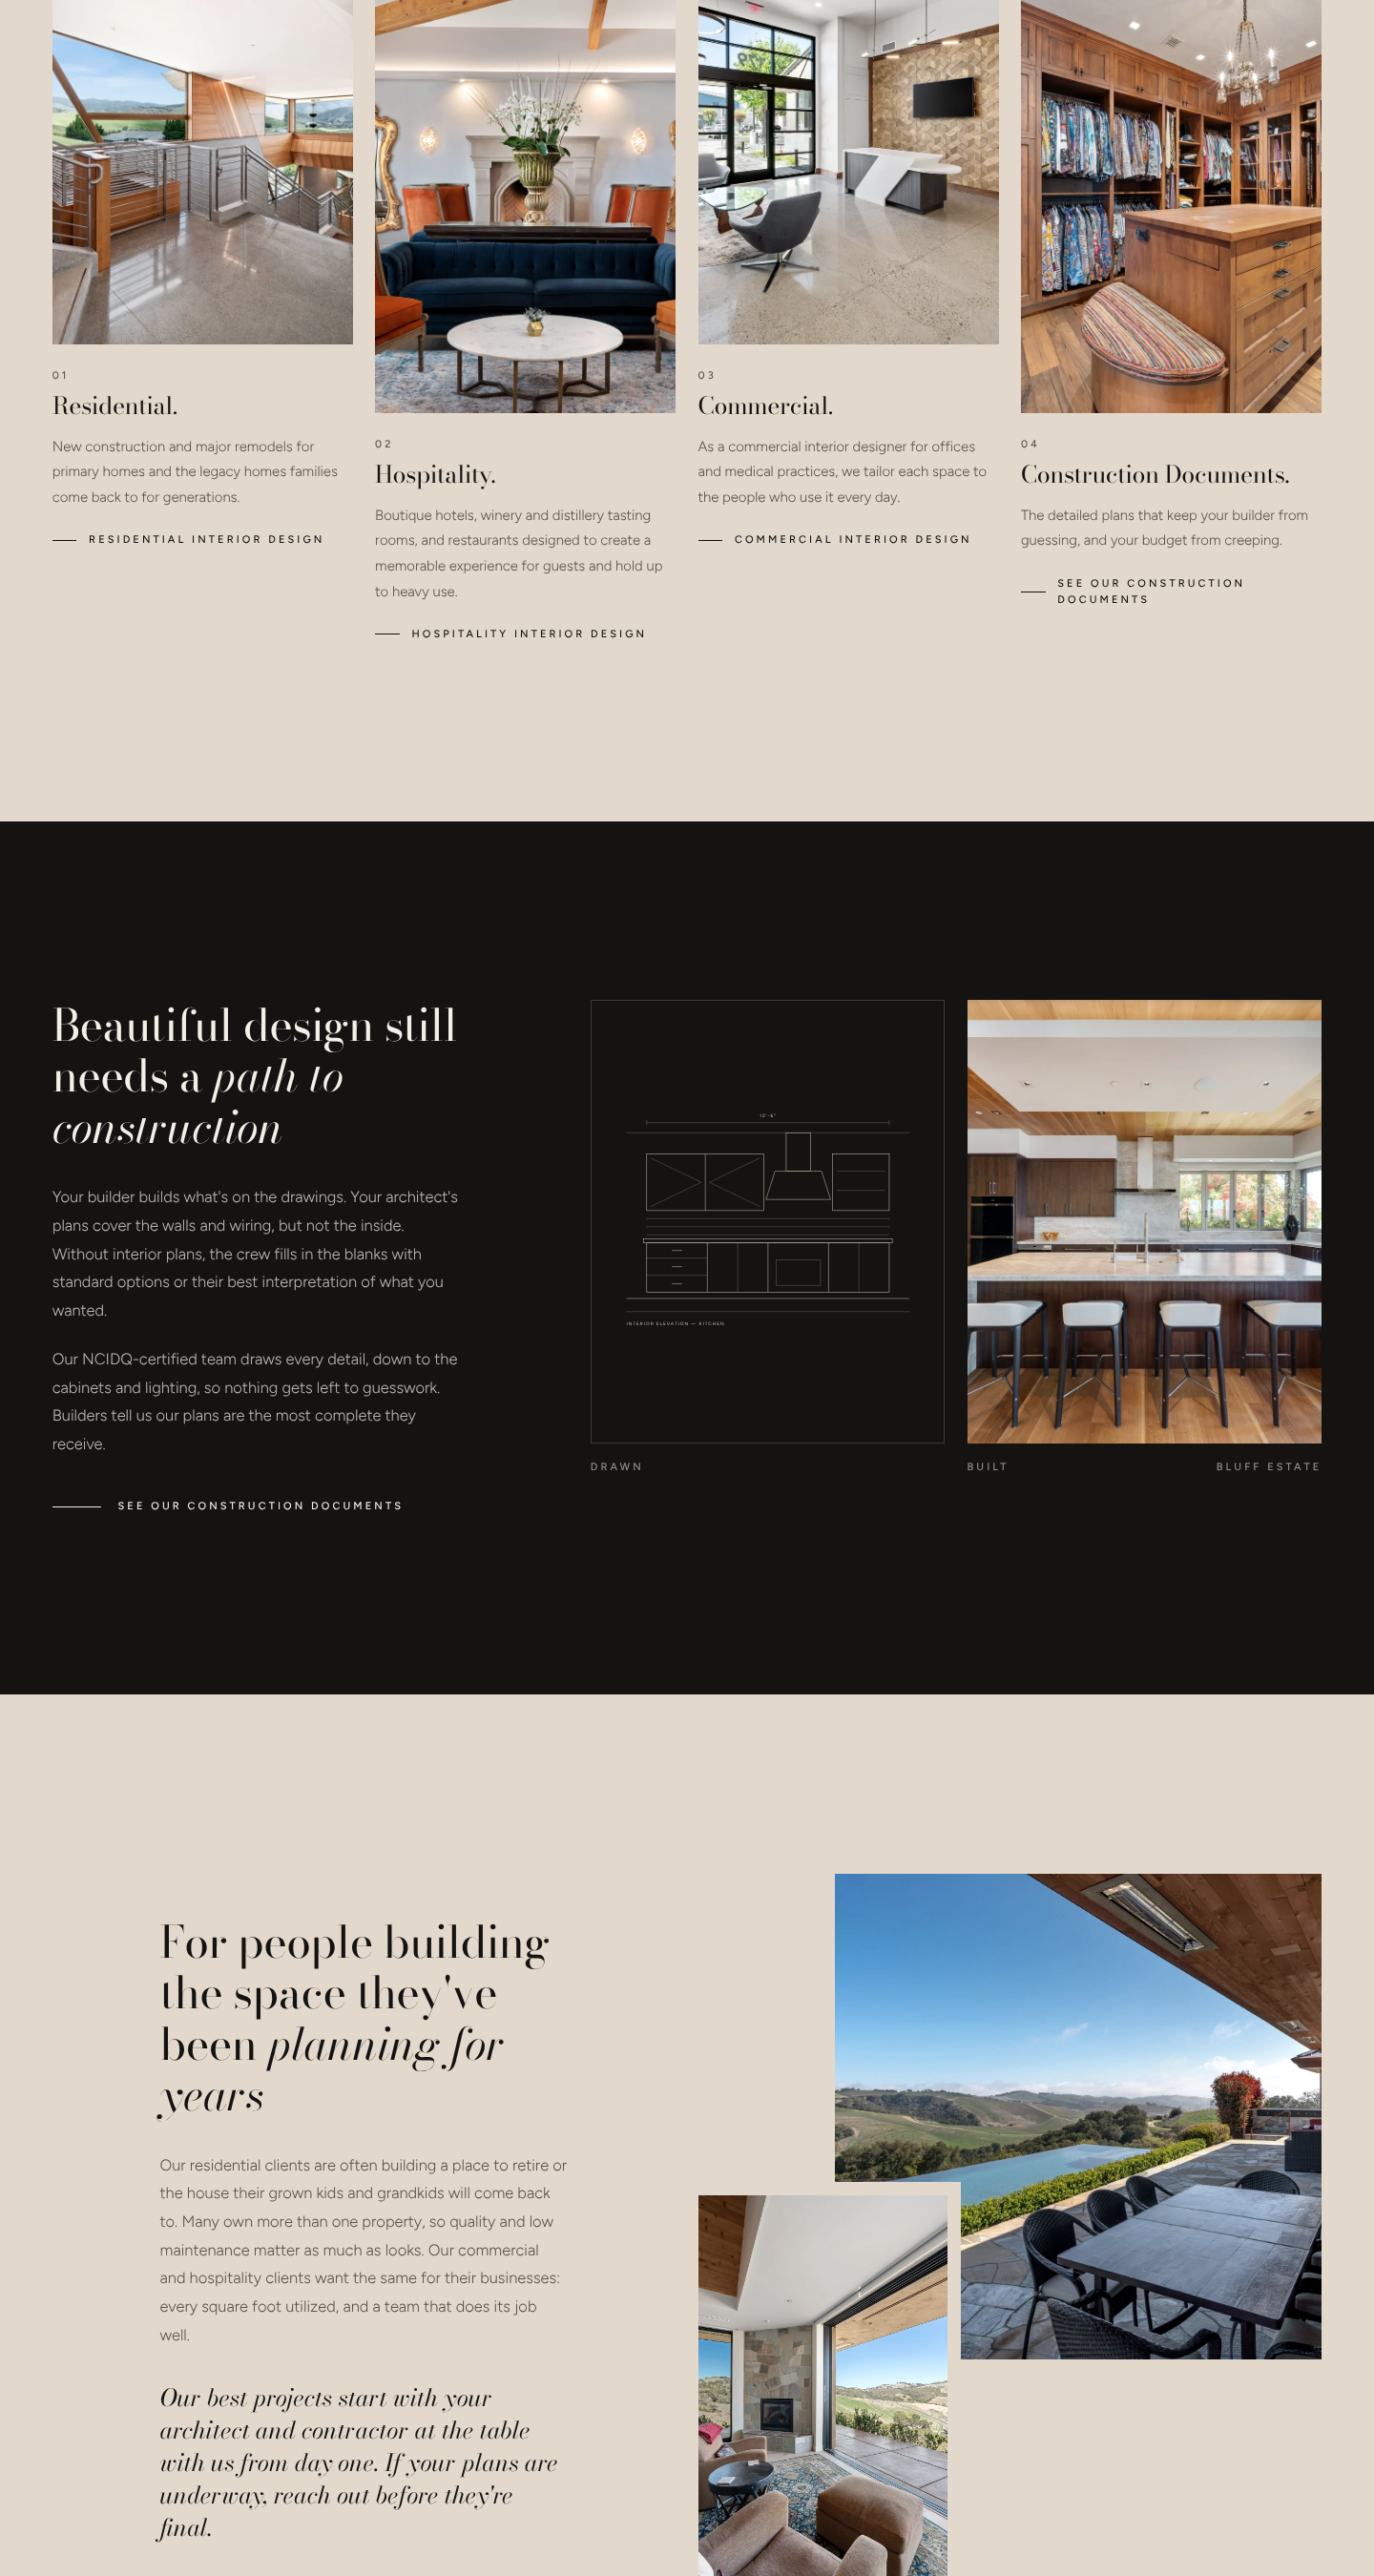 01
Residential.
New construction and major remodels for
primary homes and the legacy homes families
come back to for generations.
RESIDENTIAL INTERIOR DESIGN
02
Hospitality.
Boutique hotels, winery and distillery tasting
rooms, and restaurants designed to create a
memorable experience for guests and hold up
to heavy use.
HOSPITALITY INTERIOR DESIGN
03
Commercial.
As a commercial interior designer for offices
and medical practices, we tailor each space to
the people who use it every day.
COMMERCIAL INTERIOR DESIGN
04
Construction Documents.
The detailed plans that keep your builder from
guessing, and your budget from creeping.
SEE OUR CONSTRUCTION
DOCUMENTS
Beautiful design still
needs a path to
construction
Your builder builds what's on the drawings. Your architect's
plans cover the walls and wiring, but not the inside.
Without interior plans, the crew fills in the blanks with
standard options or their best interpretation of what you
wanted.
Our NCIDQ-certified team draws every detail, down to the
cabinets and lighting, so nothing gets left to guesswork.
Builders tell us our plans are the most complete they
receive.
SEE OUR CONSTRUCTION DOCUMENTS
12'-6"
INTERIOR ELEVATION — KITCHEN
DRAWN
BUILT
BLUFF ESTATE
For people building
the space they've
been planning for
years
Our residential clients are often building a place to retire or
the house their grown kids and grandkids will come back
to. Many own more than one property, so quality and low
maintenance matter as much as looks. Our commercial
and hospitality clients want the same for their businesses:
every square foot utilized, and a team that does its job
well.
Our best projects start with your
architect and contractor at the table
with us from day one. If your plans are
underway, reach out before they're
final.